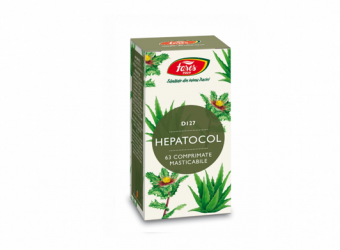 fares
D127
HEPATOCOL
63 COMPRIMATE
MASTICABILE